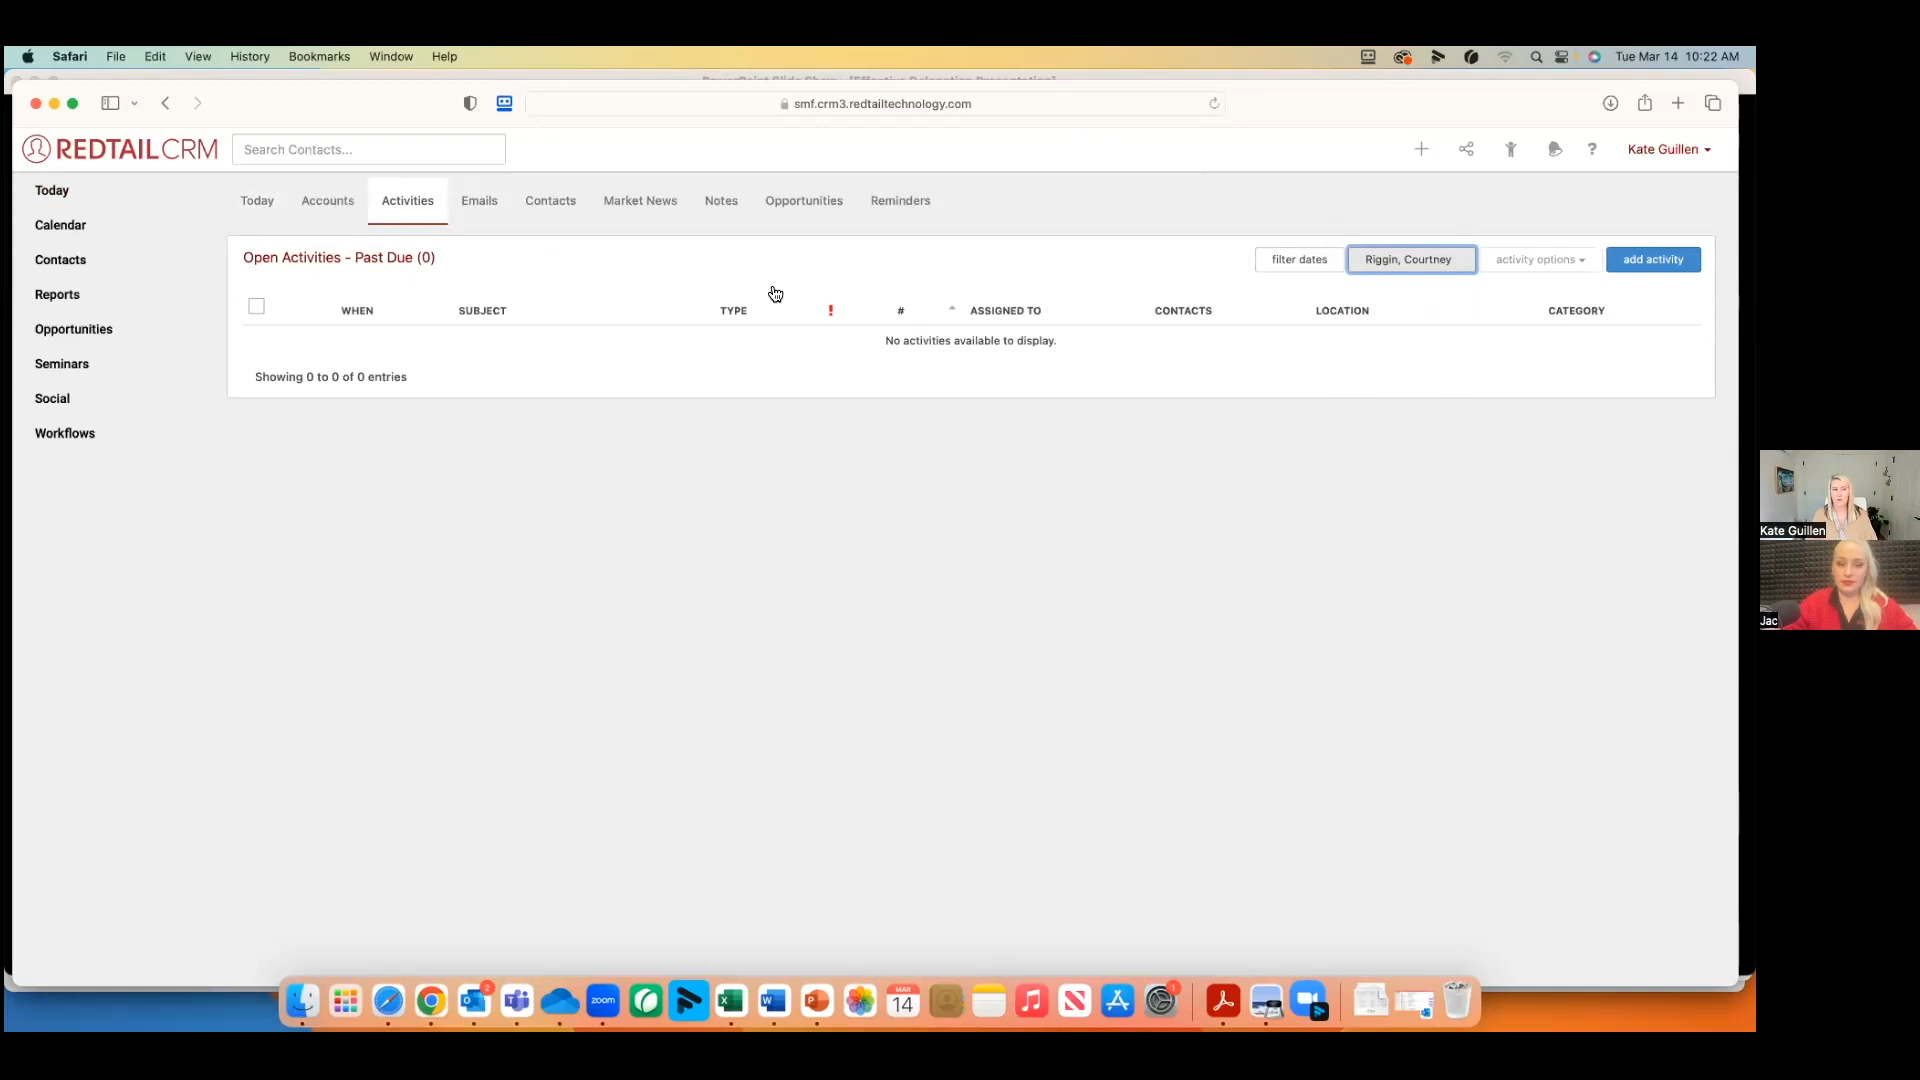 Safari File Edit View History Bookmarks Window Help Tue Mar 14 10:22 AM
smf.crm3.redtailtechnology.com
REDTAILCRM Search Contacts... ? Kate Guillen
Today
Calendar
Contacts
Reports
Opportunities
Seminars
Social
Workflows
Today Accounts Activities Emails Contacts Market News Notes Opportunities Reminders
Open Activities - Past Due (0) filter dates Riggin, Courtney activity options add activity
WHEN SUBJECT TYPE ! # ASSIGNED TO CONTACTS LOCATION CATEGORY
No activities available to display.
Showing 0 to 0 of 0 entries
Kate Guillen
Jac
2 zoom X W P MAR 14 1